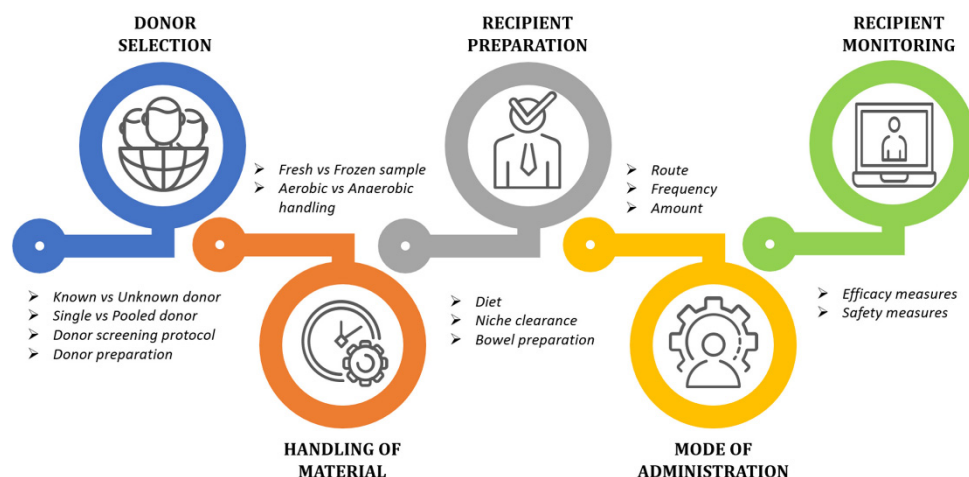 DONOR
SELECTION
➢ Known vs Unknown donor
➢ Single vs Pooled donor
➢ Donor screening protocol
➢ Donor preparation
➢ Fresh vs Frozen sample
➢ Aerobic vs Anaerobic
handling
HANDLING OF
MATERIAL
RECIPIENT
PREPARATION
➢ Diet
➢ Niche clearance
➢ Bowel preparation
➢ Route
➢ Frequency
➢ Amount
MODE OF
ADMINISTRATION
RECIPIENT
MONITORING
➢ Efficacy measures
➢ Safety measures